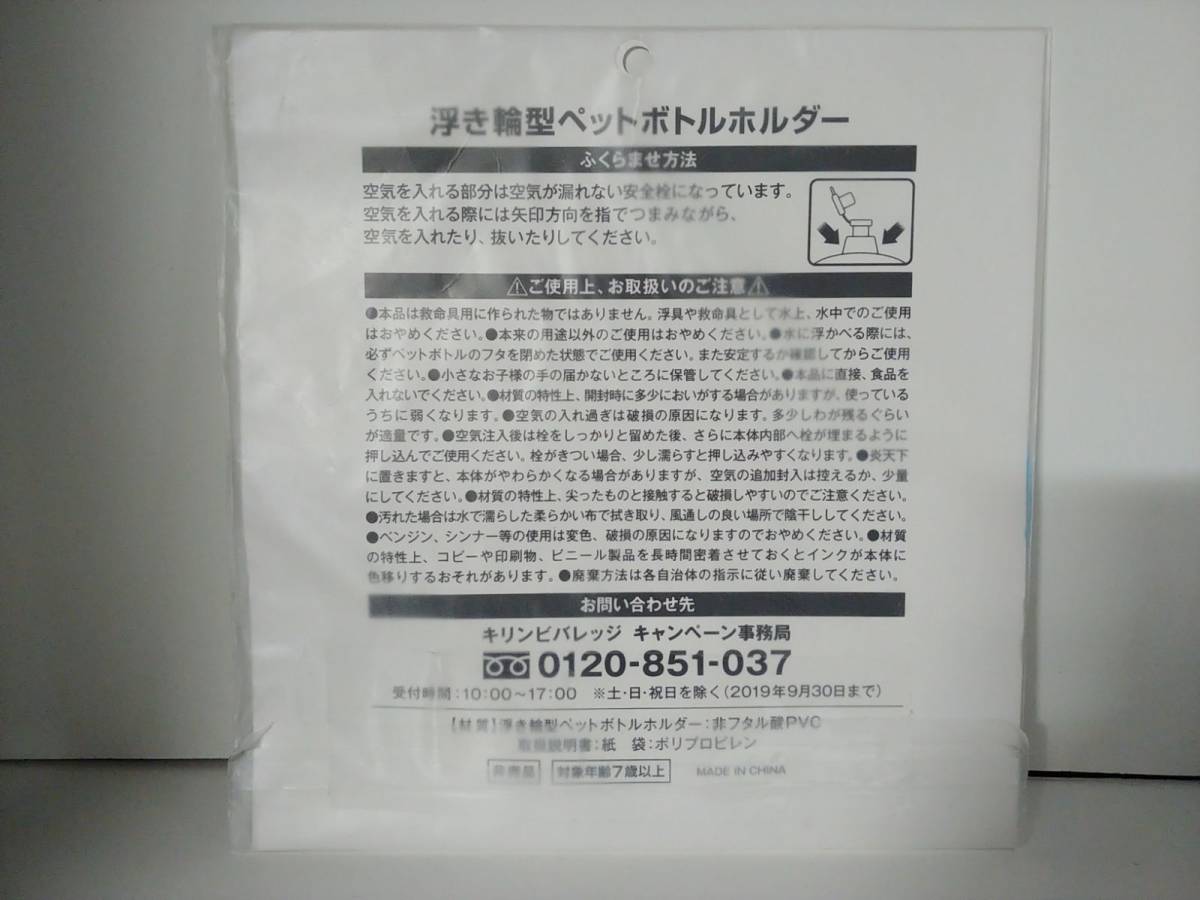 浮き輪型ペットボトルホルダー
ふくらませ方法
空気を入れる部分は空気が漏れない安全栓になっています。
空気を入れる際には矢印方向を指でつまみながら、
空気を入れたり、抜いたりしてください。
⚠ご使用上、お取扱いのご注意⚠
●本品は救命具用に作られた物ではありません。浮具や救命具として水上、水中でのご使用
はおやめください。●本来の用途以外のご使用はおやめください。●水に浮かべる際には、
必ずペットボトルのフタを閉めた状態でご使用ください。また安定するか確認してからご使用
ください。●小さなお子様の手の届かないところに保管してください。●本品に直接、食品を
入れないでください。●材質の特性上、開封時に多少においがする場合がありますが、使っている
うちに弱くなります。●空気の入れ過ぎは破損の原因になります。多少しわが残るぐらい
が適量です。●空気注入後は栓をしっかりと留めた後、さらに本体内部へ栓が埋まるように
押し込んでご使用ください。栓がきつい場合、少し濡らすと押し込みやすくなります。●炎天下
に置きますと、本体がやわらかくなる場合がありますが、空気の追加封入は控えるか、少量
にしてください。●材質の特性上、尖ったものと接触すると破損しやすいのでご注意ください。
●汚れた場合は水で濡らした柔らかい布で拭き取り、風通しの良い場所で陰干ししてください。
●ベンジン、シンナー等の使用は変色、破損の原因になりますのでおやめください。●材質
の特性上、コピーや印刷物、ビニール製品を長時間密着させておくとインクが本体に
色移りするおそれがあります。●廃棄方法は各自治体の指示に従い廃棄してください。
お問い合わせ先
キリンビバレッジ キャンペーン事務局
0120-851-037
受付時間:10:00~17:00 ※土・日・祝日を除く(2019年9月30日まで)
【材質】浮き輪型ペットボトルホルダー:非フタル酸PVC
取扱説明書:紙 袋:ポリプロピレン
非売品 対象年齢7歳以上 MADE IN CHINA